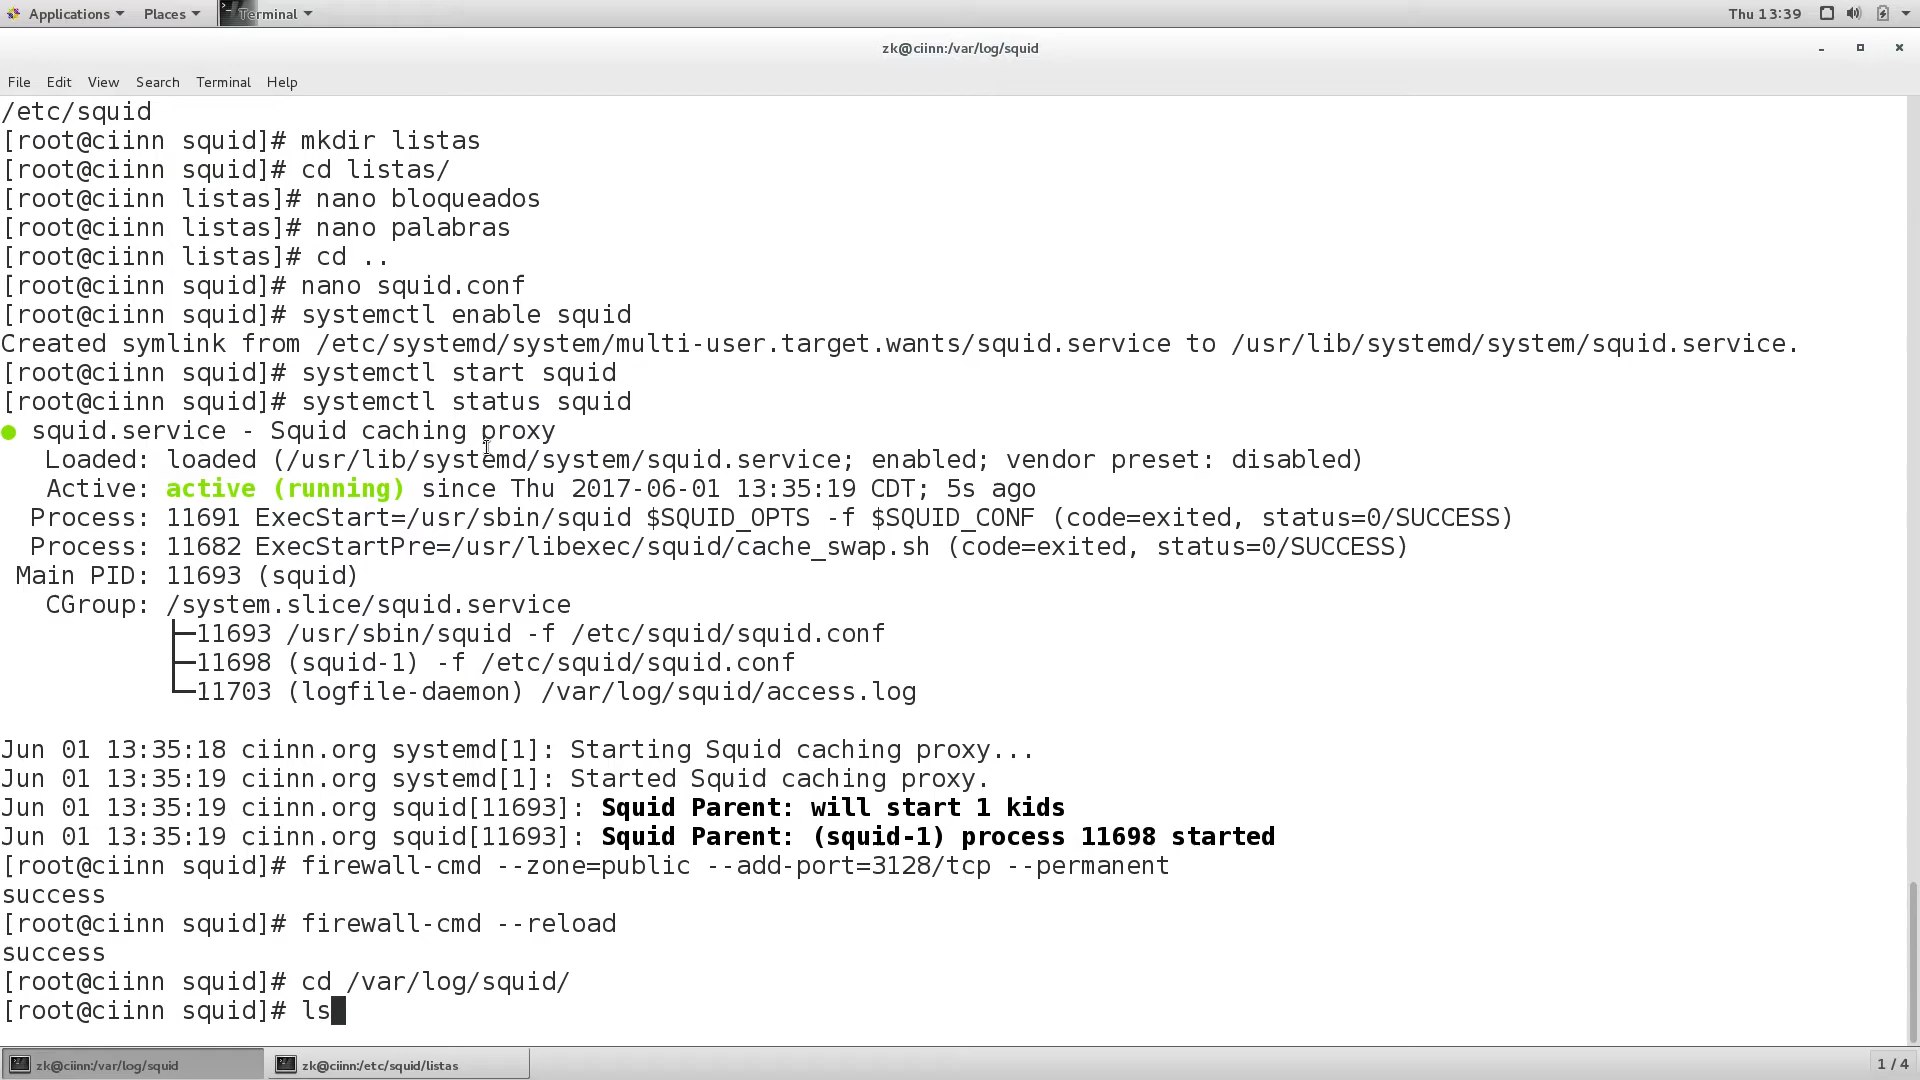 Applications Places Terminal Thu 13:39
zk@ciinn:/var/log/squid
File Edit View Search Terminal Help
/etc/squid
[root@ciinn squid]# mkdir listas
[root@ciinn squid]# cd listas/
[root@ciinn listas]# nano bloqueados
[root@ciinn listas]# nano palabras
[root@ciinn listas]# cd ..
[root@ciinn squid]# nano squid.conf
[root@ciinn squid]# systemctl enable squid
Created symlink from /etc/systemd/system/multi-user.target.wants/squid.service to /usr/lib/systemd/system/squid.service.
[root@ciinn squid]# systemctl start squid
[root@ciinn squid]# systemctl status squid
● squid.service - Squid caching proxy
Loaded: loaded (/usr/lib/systemd/system/squid.service; enabled; vendor preset: disabled)
Active: active (running) since Thu 2017-06-01 13:35:19 CDT; 5s ago
Process: 11691 ExecStart=/usr/sbin/squid $SQUID_OPTS -f $SQUID_CONF (code=exited, status=0/SUCCESS)
Process: 11682 ExecStartPre=/usr/libexec/squid/cache_swap.sh (code=exited, status=0/SUCCESS)
Main PID: 11693 (squid)
CGroup: /system.slice/squid.service
├─11693 /usr/sbin/squid -f /etc/squid/squid.conf
├─11698 (squid-1) -f /etc/squid/squid.conf
└─11703 (logfile-daemon) /var/log/squid/access.log
Jun 01 13:35:18 ciinn.org systemd[1]: Starting Squid caching proxy...
Jun 01 13:35:19 ciinn.org systemd[1]: Started Squid caching proxy.
Jun 01 13:35:19 ciinn.org squid[11693]: Squid Parent: will start 1 kids
Jun 01 13:35:19 ciinn.org squid[11693]: Squid Parent: (squid-1) process 11698 started
[root@ciinn squid]# firewall-cmd --zone=public --add-port=3128/tcp --permanent
success
[root@ciinn squid]# firewall-cmd --reload
success
[root@ciinn squid]# cd /var/log/squid/
[root@ciinn squid]# ls
zk@ciinn:/var/log/squid zk@ciinn:/etc/squid/listas 1 / 4